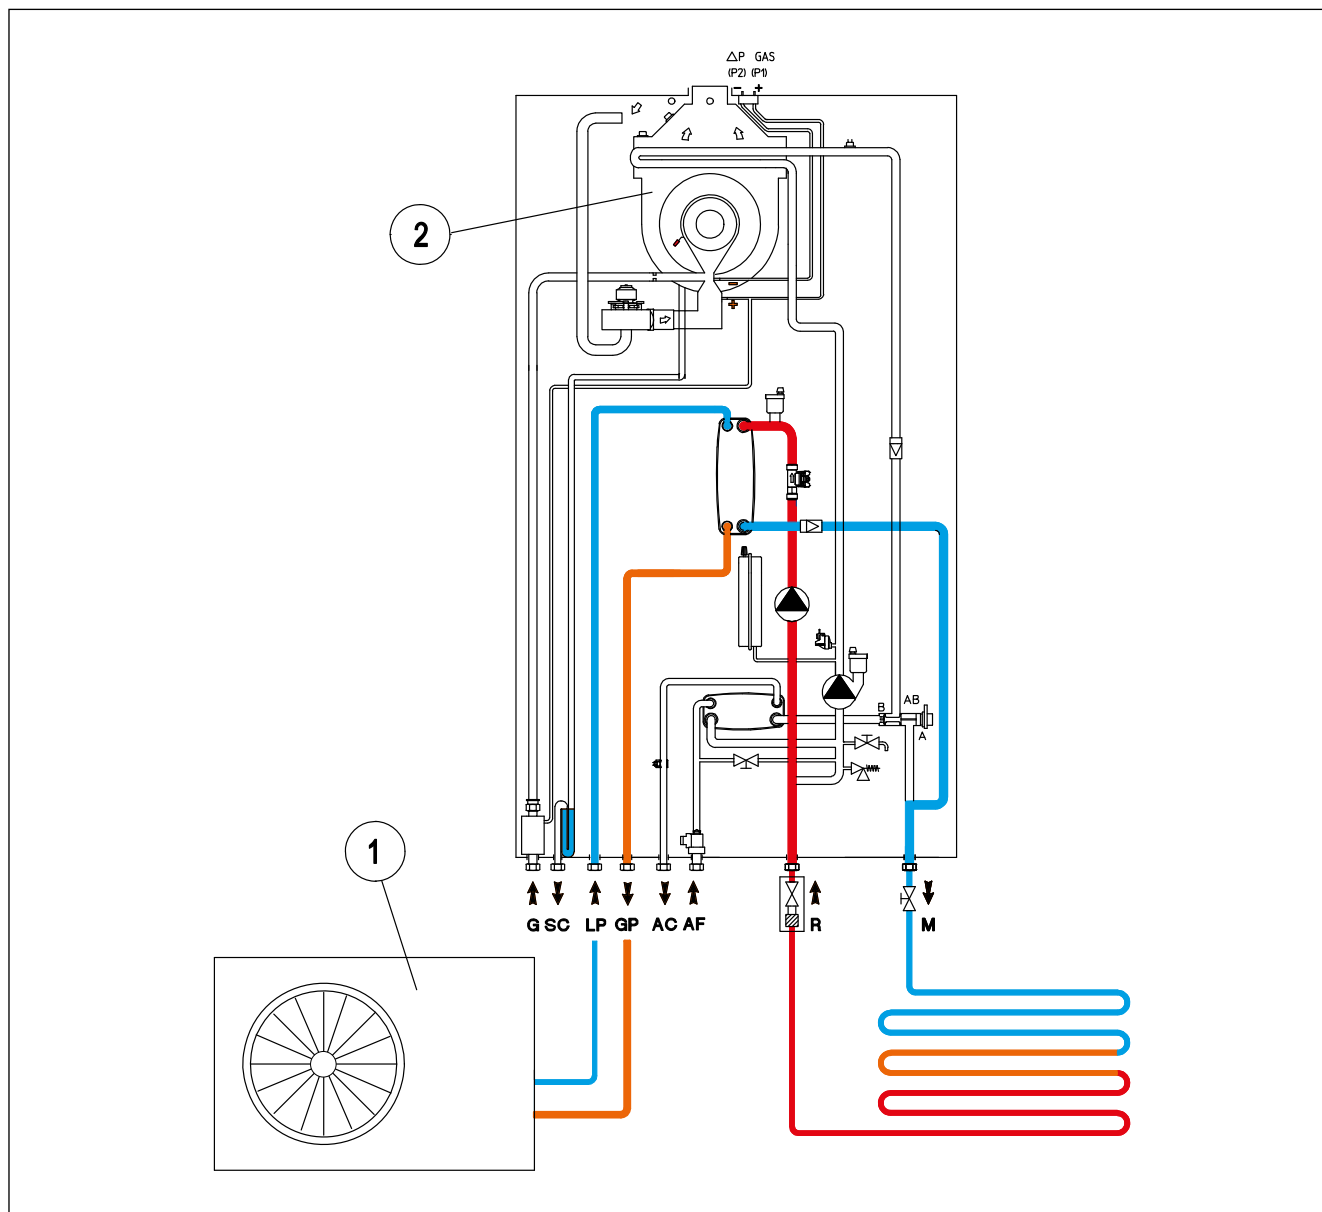 △P GAS
(P2) (P1)
− +
2
−
+
B AB
A
1
G SC LP GP AC AF R M